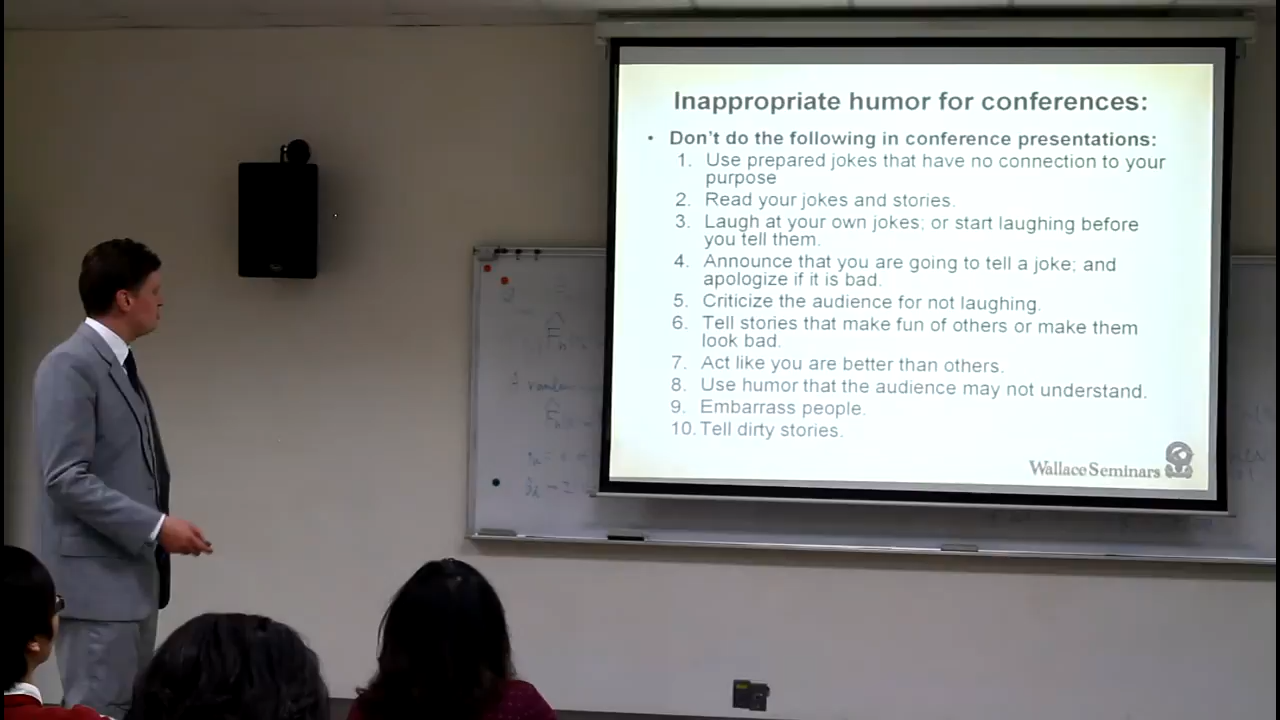 Inappropriate humor for conferences:
• Don't do the following in conference presentations:
1. Use prepared jokes that have no connection to your
purpose
2. Read your jokes and stories.
3. Laugh at your own jokes; or start laughing before
you tell them.
4. Announce that you are going to tell a joke; and
apologize if it is bad.
5. Criticize the audience for not laughing.
6. Tell stories that make fun of others or make them
look bad.
7. Act like you are better than others.
8. Use humor that the audience may not understand.
9. Embarrass people.
10. Tell dirty stories.
Wallace Seminars